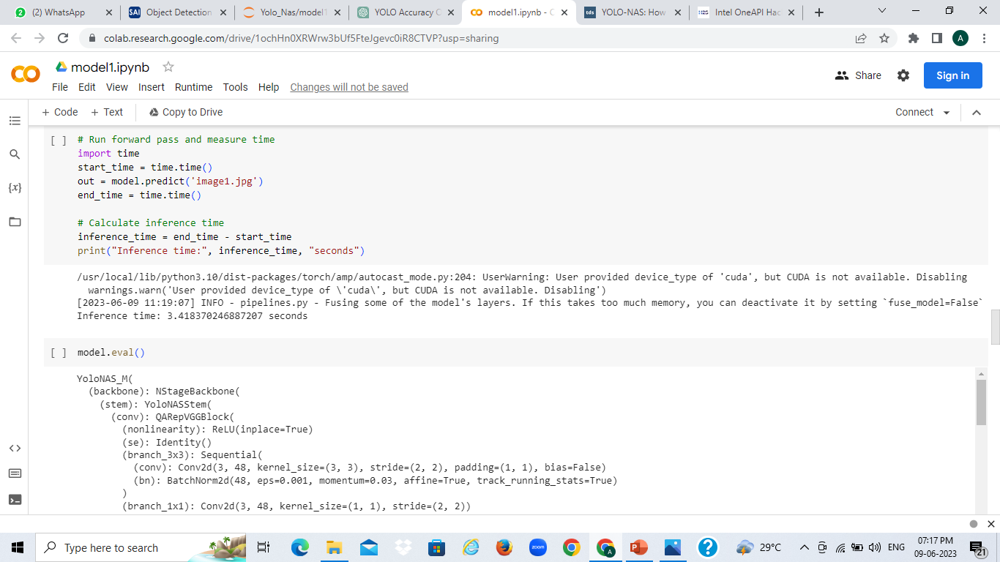 (2) WhatsApp
Object Detection
Yolo_Nas/model1
YOLO Accuracy C
model1.ipynb - C
YOLO-NAS: How
Intel OneAPI Hac
colab.research.google.com/drive/1ochHn0XRWrw3bUf5FteJgevc0iR8CTVP?usp=sharing
A
model1.ipynb
Share
Sign in
File Edit View Insert Runtime Tools Help Changes will not be saved
+ Code + Text Copy to Drive Connect
[ ] # Run forward pass and measure time
import time
start_time = time.time()
out = model.predict('image1.jpg')
end_time = time.time()
# Calculate inference time
inference_time = end_time - start_time
print("Inference time:", inference_time, "seconds")
/usr/local/lib/python3.10/dist-packages/torch/amp/autocast_mode.py:204: UserWarning: User provided device_type of 'cuda', but CUDA is not available. Disabling
warnings.warn('User provided device_type of \'cuda\', but CUDA is not available. Disabling')
[2023-06-09 11:19:07] INFO - pipelines.py - Fusing some of the model's layers. If this takes too much memory, you can deactivate it by setting `fuse_model=False`
Inference time: 3.418370246887207 seconds
[ ] model.eval()
YoloNAS_M(
(backbone): NStageBackbone(
(stem): YoloNASStem(
(conv): QARepVGGBlock(
(nonlinearity): ReLU(inplace=True)
(se): Identity()
(branch_3x3): Sequential(
(conv): Conv2d(3, 48, kernel_size=(3, 3), stride=(2, 2), padding=(1, 1), bias=False)
(bn): BatchNorm2d(48, eps=0.001, momentum=0.03, affine=True, track_running_stats=True)
)
(branch_1x1): Conv2d(3, 48, kernel_size=(1, 1), stride=(2, 2))
Type here to search
zoom
29°C
ENG
07:17 PM
09-06-2023
21